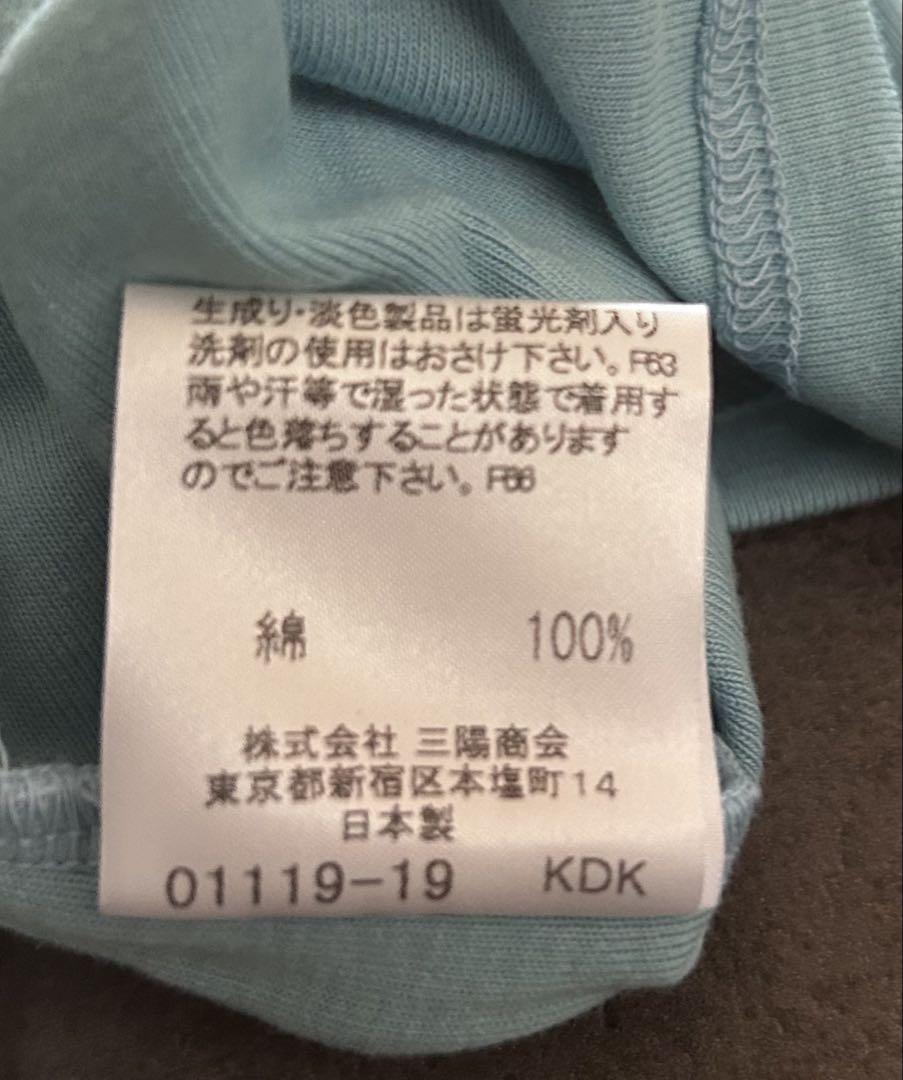 生成り・淡色製品は蛍光剤入り
洗剤の使用はおさけ下さい。F63
雨や汗等で湿った状態で着用す
ると色落ちすることがあります
のでご注意下さい。F66
綿 100%
株式会社 三陽商会
東京都新宿区本塩町14
日本製
01119-19 KDK